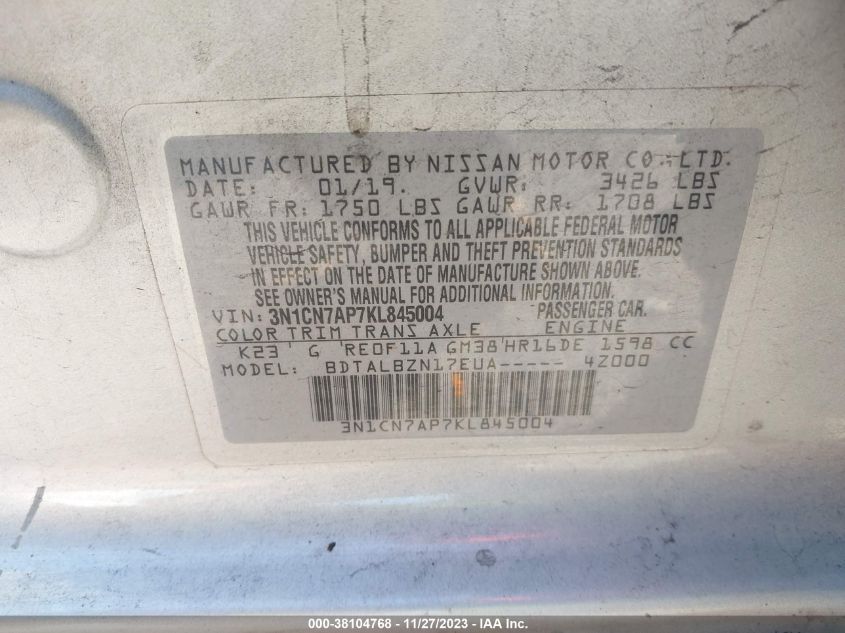 MANUFACTURED BY NISSAN MOTOR CO., LTD.
DATE: 01/19. GVWR: 3426 LBS
GAWR FR: 1750 LBS GAWR RR: 1708 LBS
THIS VEHICLE CONFORMS TO ALL APPLICABLE FEDERAL MOTOR
VEHICLE SAFETY, BUMPER AND THEFT PREVENTION STANDARDS
IN EFFECT ON THE DATE OF MANUFACTURE SHOWN ABOVE.
SEE OWNER'S MANUAL FOR ADDITIONAL INFORMATION.
VIN: 3N1CN7AP7KL845004 PASSENGER CAR.
COLOR TRIM TRANS AXLE ENGINE
K23 ' G 'RE0F11A GM38'HR16DE 1598 CC
MODEL: BDTALBZN17EUA----- 4Z000
3N1CN7AP7KL845004
000-38104768 - 11/27/2023 - IAA Inc.